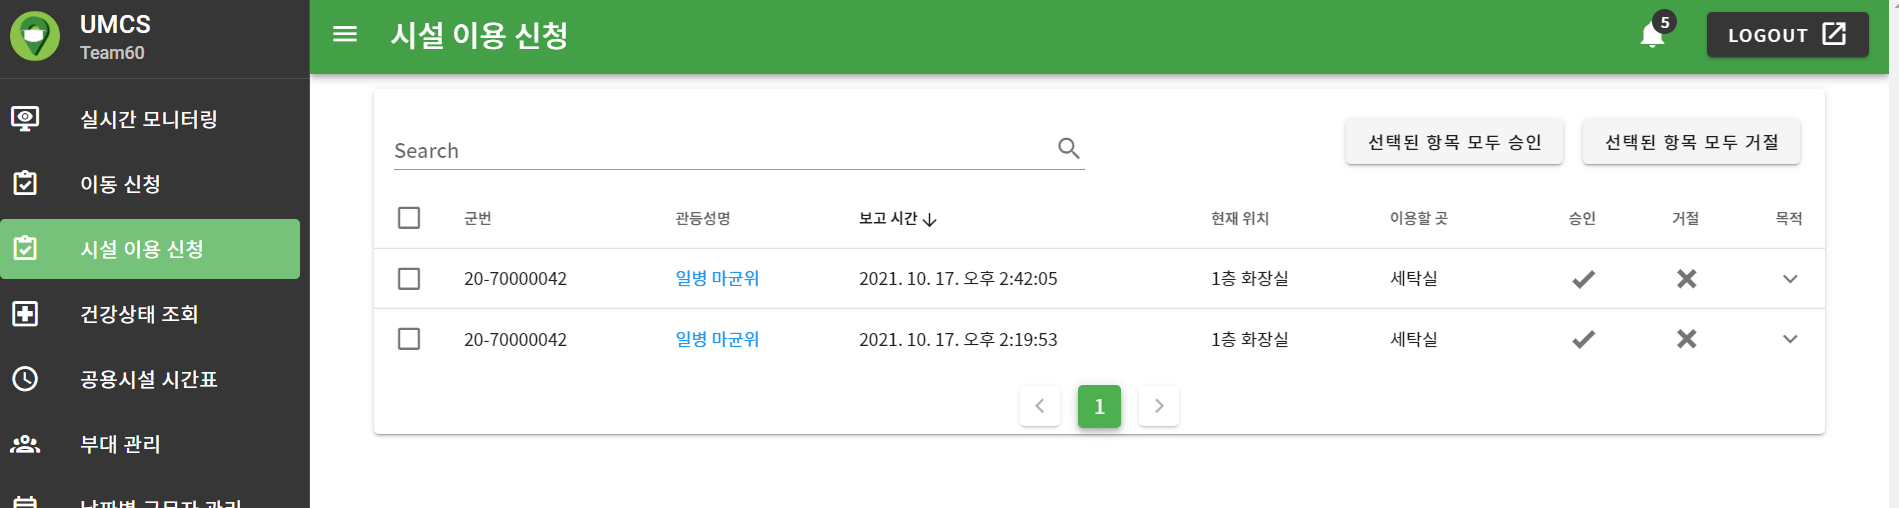 UMCS
Team60
시설 이용 신청
5
LOGOUT
실시간 모니터링
이동 신청
시설 이용 신청
건강상태 조회
공용시설 시간표
부대 관리
Search
선택된 항목 모두 승인
선택된 항목 모두 거절
군번 관등성명 보고 시간 현재 위치 이용할 곳 승인 거절 목적
20-70000042 일병 마균위 2021. 10. 17. 오후 2:42:05 1층 화장실 세탁실
20-70000042 일병 마균위 2021. 10. 17. 오후 2:19:53 1층 화장실 세탁실
1